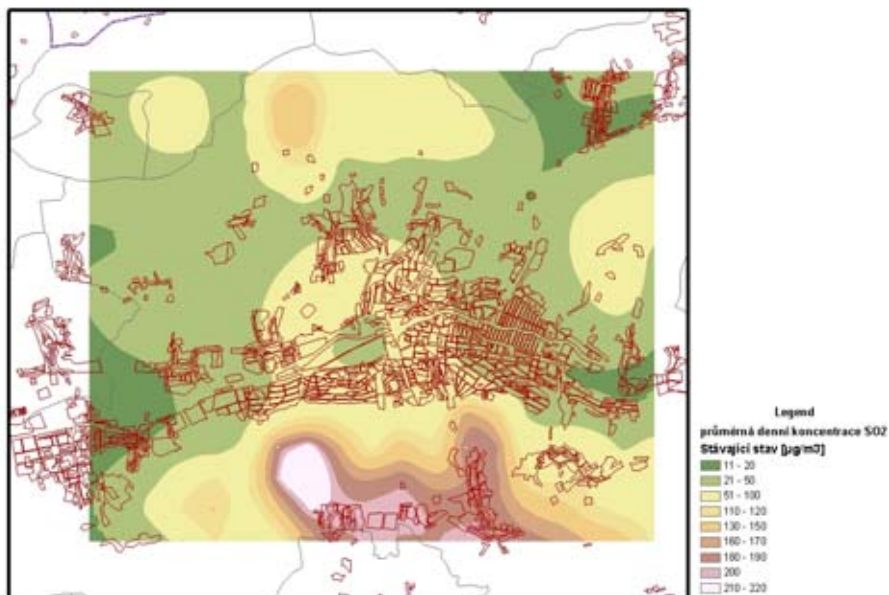 Legend
průměrná denní koncentrace SO2
Stávající stav [µg/m3]
11 - 20
21 - 50
51 - 100
110 - 120
130 - 150
160 - 170
180 - 190
200
210 - 220